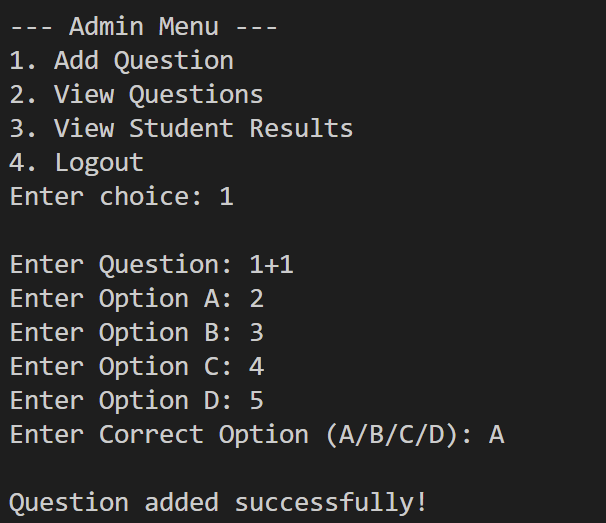 --- Admin Menu ---
1. Add Question
2. View Questions
3. View Student Results
4. Logout
Enter choice: 1
Enter Question: 1+1
Enter Option A: 2
Enter Option B: 3
Enter Option C: 4
Enter Option D: 5
Enter Correct Option (A/B/C/D): A
Question added successfully!